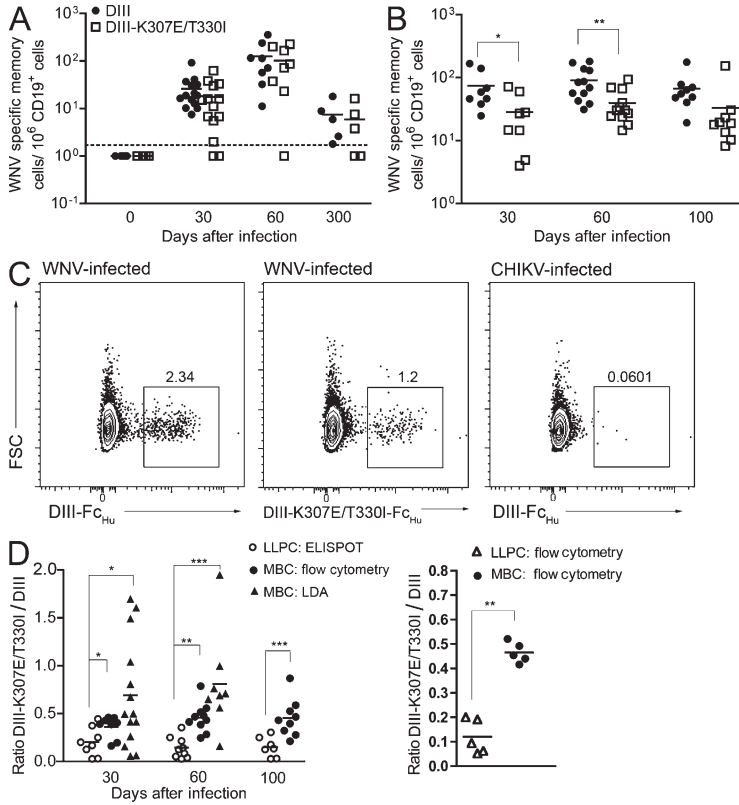 A
● DIII
□ DIII-K307E/T330I
WNV specific memory
cells/ 10⁶ CD19⁺ cells
10³
10²
10¹
10⁰
10⁻¹
0 30 60 300
Days after infection
B
WNV specific memory
cells/ 10⁶ CD19⁺ cells
10³
10²
10¹
10⁰
* **
30 60 100
Days after infection
C
WNV-infected
WNV-infected
CHIKV-infected
2.34
1.2
0.0601
FSC
0
0
0
DIII-FcHu
DIII-K307E/T330I-FcHu
DIII-FcHu
D
○ LLPC: ELISPOT
● MBC: flow cytometry
▲ MBC: LDA
Ratio DIII-K307E/T330I / DIII
2.0
1.5
1.0
0.5
0.0
* * *** ** ***
30 60 100
Days after infection
△ LLPC: flow cytometry
● MBC: flow cytometry
Ratio DIII-K307E/T330I / DIII
0.8
0.7
0.6
0.5
0.4
0.3
0.2
0.1
0.0
**